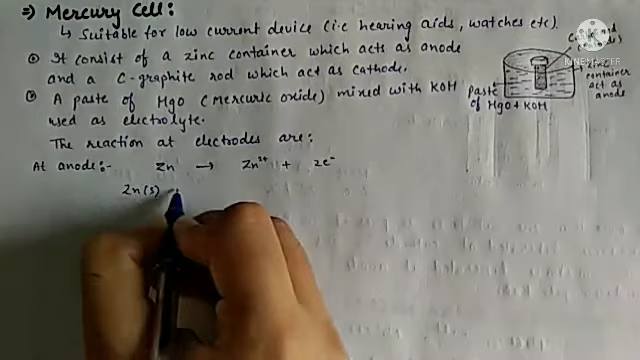 ⇒) Mercury Cell:
↳ Suitable for low current device (i.e hearing aids, watches etc).
① It consist of a zinc container which acts as anode
and a C-graphite rod which act as cathode.
② A paste of HgO (mercuric oxide) mixed with KOH
used as electrolyte.
The reaction at electrodes are:
At anode:- Zn → Zn²⁺ + 2e⁻
Zn(s)
container
act as
anode
Paste
of HgO + KOH
KINEMASTER